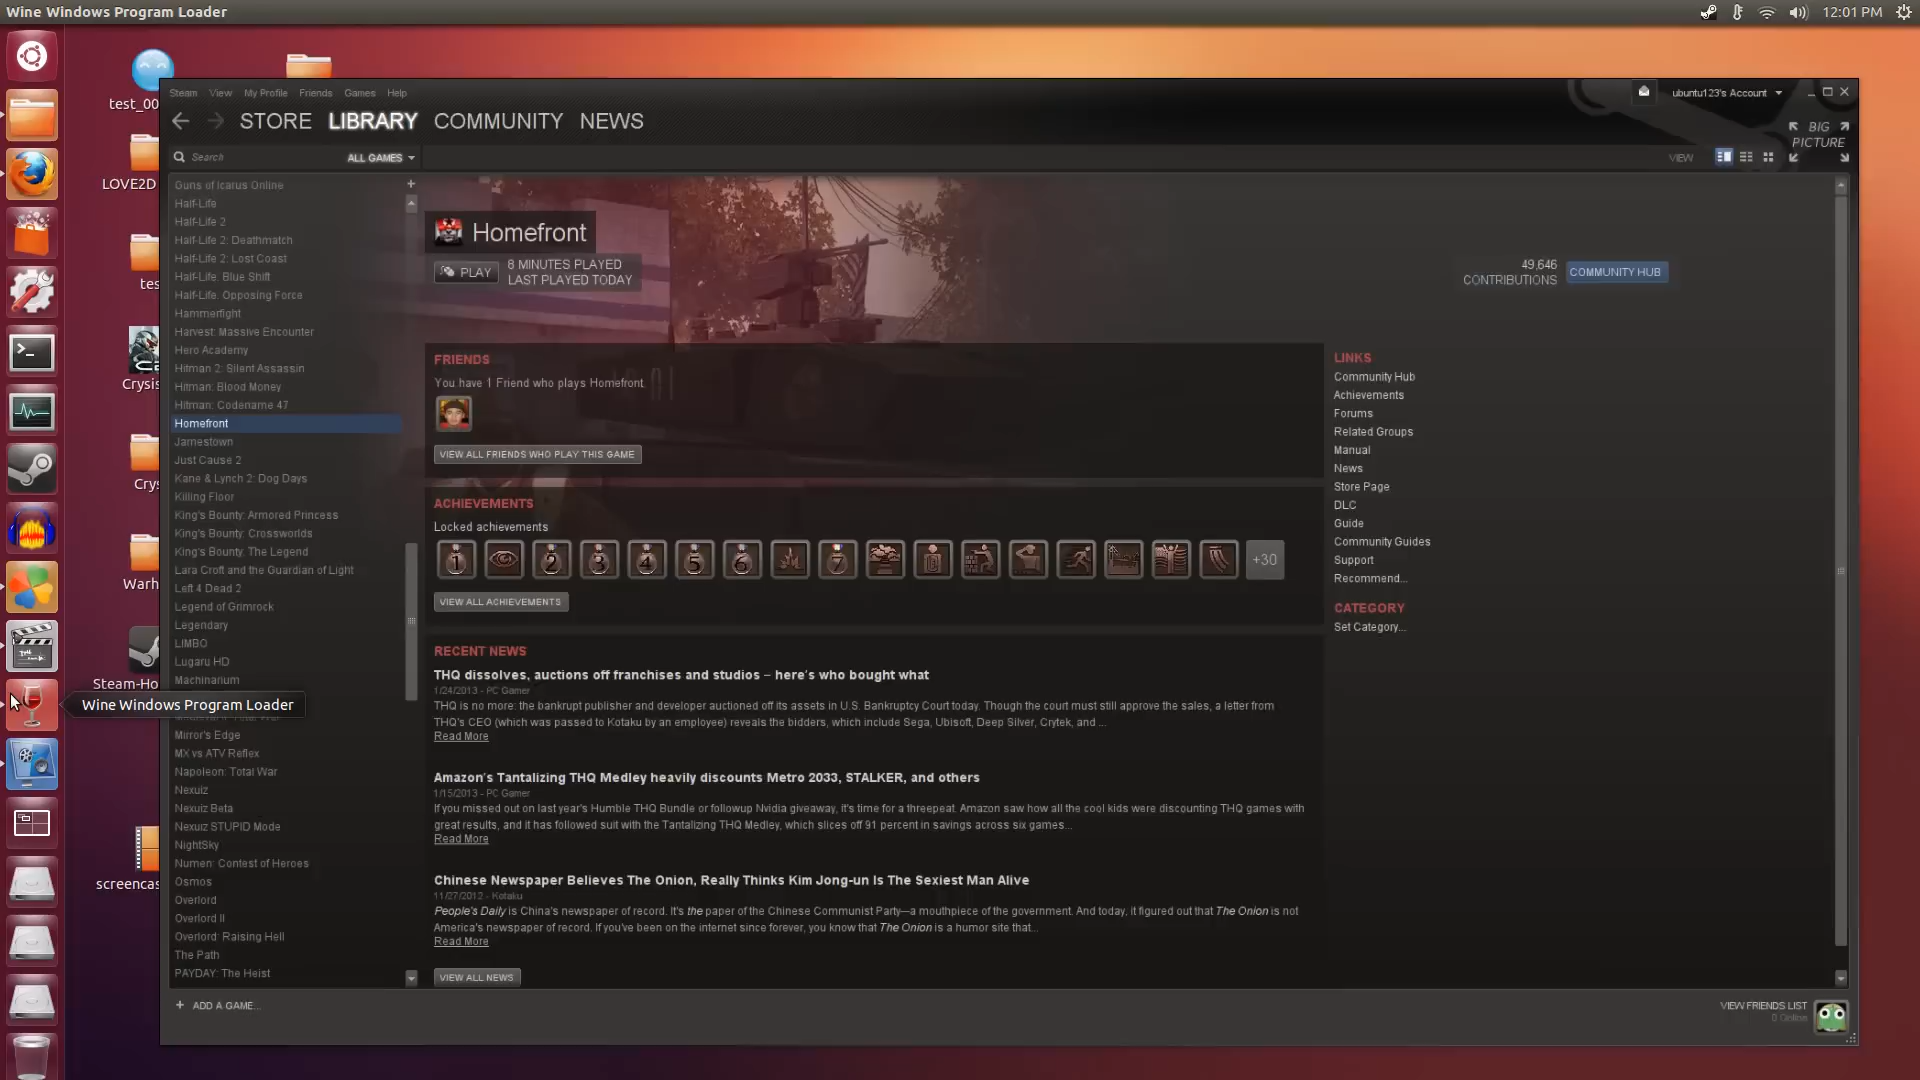 Wine Windows Program Loader
12:01 PM
test_00
LOVE2D
test
Crysis
Crys
Warh
Steam-Ho
screencas
Wine Windows Program Loader
Steam View My Profile Friends Games Help
ubuntu123's Account
STORE LIBRARY COMMUNITY NEWS
BIG
PICTURE
Search
ALL GAMES
VIEW
Guns of Icarus Online
Half-Life
Half-Life 2
Half-Life 2: Deathmatch
Half-Life 2: Lost Coast
Half-Life: Blue Shift
Half-Life: Opposing Force
Hammerfight
Harvest: Massive Encounter
Hero Academy
Hitman 2: Silent Assassin
Hitman: Blood Money
Hitman: Codename 47
Homefront
Jamestown
Just Cause 2
Kane & Lynch 2: Dog Days
Killing Floor
King's Bounty: Armored Princess
King's Bounty: Crossworlds
King's Bounty: The Legend
Lara Croft and the Guardian of Light
Left 4 Dead 2
Legend of Grimrock
Legendary
LIMBO
Lugaru HD
Machinarium
Mirror's Edge
MX vs ATV Reflex
Napoleon: Total War
Nexuiz
Nexuiz Beta
Nexuiz STUPID Mode
NightSky
Numen: Contest of Heroes
Osmos
Overlord
Overlord II
Overlord: Raising Hell
The Path
PAYDAY: The Heist
+ ADD A GAME...
Homefront
PLAY
8 MINUTES PLAYED
LAST PLAYED TODAY
49,646
CONTRIBUTIONS
COMMUNITY HUB
FRIENDS
You have 1 Friend who plays Homefront
VIEW ALL FRIENDS WHO PLAY THIS GAME
ACHIEVEMENTS
Locked achievements
1 2 3 4 5 6 7 +30
VIEW ALL ACHIEVEMENTS
RECENT NEWS
THQ dissolves, auctions off franchises and studios – here's who bought what
1/24/2013 - PC Gamer
THQ is no more: the bankrupt publisher and developer auctioned off its assets in U.S. Bankruptcy Court today. Though the court must still approve the sales, a letter from
THQ's CEO (which was passed to Kotaku by an employee) reveals the bidders, which include Sega, Ubisoft, Deep Silver, Crytek, and ...
Read More
Amazon's Tantalizing THQ Medley heavily discounts Metro 2033, STALKER, and others
1/15/2013 - PC Gamer
If you missed out on last year's Humble THQ Bundle or followup Nvidia giveaway, it's time for a threepeat. Amazon saw how all the cool kids were discounting THQ games with
great results, and it has followed suit with the Tantalizing THQ Medley, which slices off 91 percent in savings across six games...
Read More
Chinese Newspaper Believes The Onion, Really Thinks Kim Jong-un Is The Sexiest Man Alive
11/27/2012 - Kotaku
People's Daily is China's newspaper of record. It's the paper of the Chinese Communist Party—a mouthpiece of the government. And today, it figured out that The Onion is not
America's newspaper of record. If you've been on the internet since forever, you know that The Onion is a humor site that...
Read More
VIEW ALL NEWS
LINKS
Community Hub
Achievements
Forums
Related Groups
Manual
News
Store Page
DLC
Guide
Community Guides
Support
Recommend...
CATEGORY
Set Category...
VIEW FRIENDS LIST
0 Online